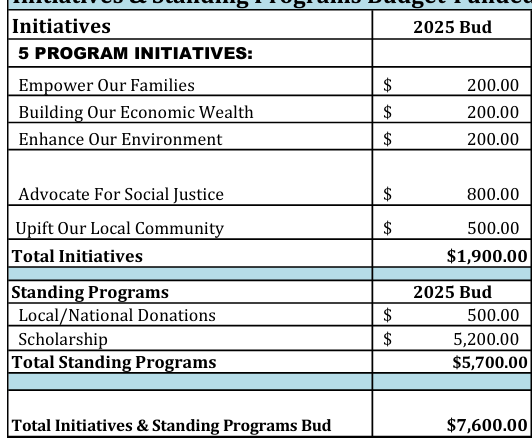 Initiatives & Standing Programs Budget Funded
Initiatives 2025 Bud
5 PROGRAM INITIATIVES:
Empower Our Families $ 200.00
Building Our Economic Wealth $ 200.00
Enhance Our Environment $ 200.00
Advocate For Social Justice $ 800.00
Upift Our Local Community $ 500.00
Total Initiatives $1,900.00
Standing Programs 2025 Bud
Local/National Donations $ 500.00
Scholarship $ 5,200.00
Total Standing Programs $5,700.00
Total Initiatives & Standing Programs Bud $7,600.00